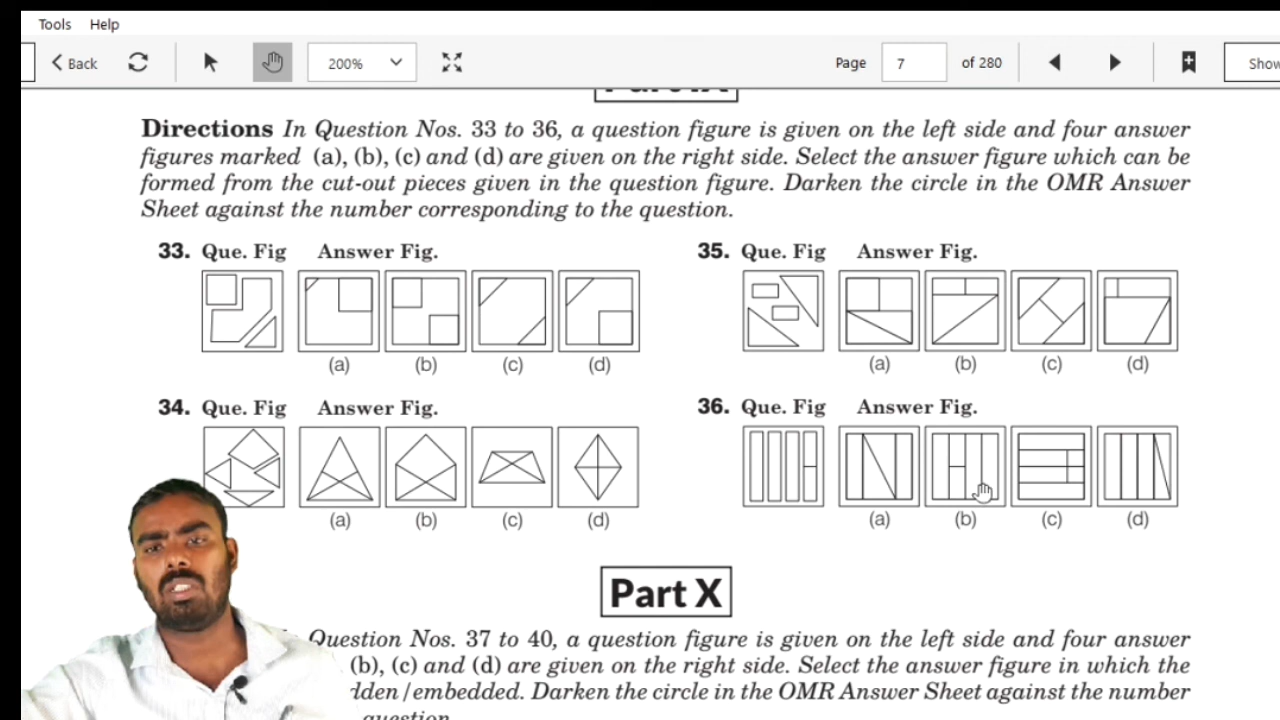 Tools Help
Back 200% Page 7 of 280 Show
Directions In Question Nos. 33 to 36, a question figure is given on the left side and four answer
figures marked (a), (b), (c) and (d) are given on the right side. Select the answer figure which can be
formed from the cut-out pieces given in the question figure. Darken the circle in the OMR Answer
Sheet against the number corresponding to the question.
33. Que. Fig Answer Fig.
(a) (b) (c) (d)
34. Que. Fig Answer Fig.
(a) (b) (c) (d)
35. Que. Fig Answer Fig.
(a) (b) (c) (d)
36. Que. Fig Answer Fig.
(a) (b) (c) (d)
Part X
Question Nos. 37 to 40, a question figure is given on the left side and four answer
(b), (c) and (d) are given on the right side. Select the answer figure in which the
dden/embedded. Darken the circle in the OMR Answer Sheet against the number
question.